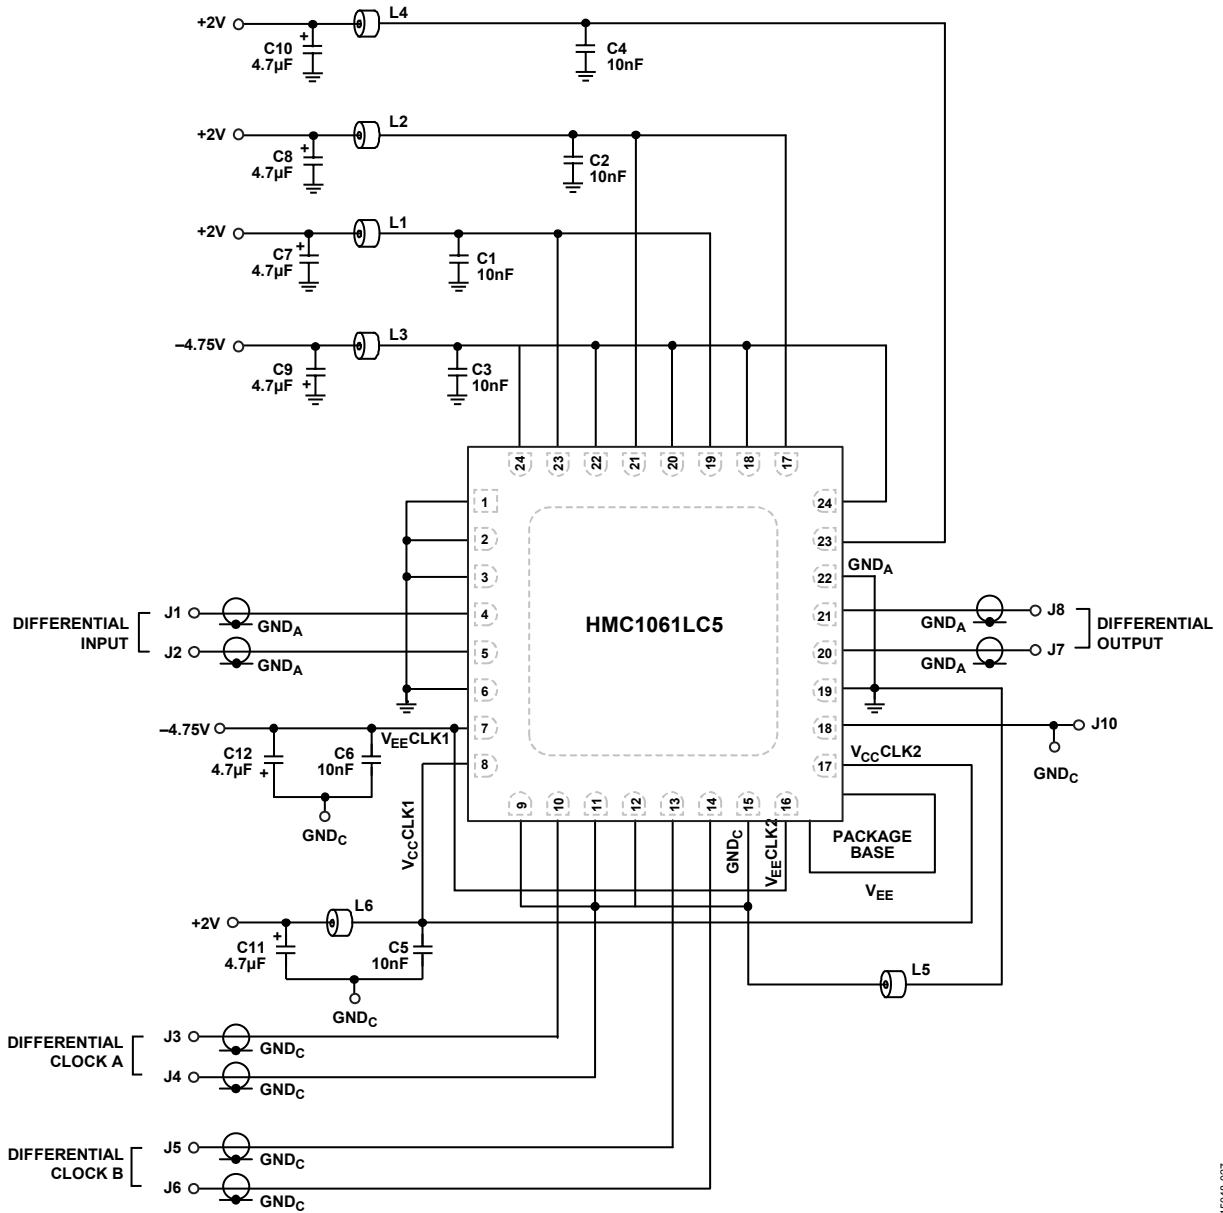 +2V
L4
C10
4.7µF
+
C4
10nF
+2V
L2
C8
4.7µF
+
C2
10nF
+2V
L1
C7
4.7µF
+
C1
10nF
–4.75V
L3
C9
4.7µF
+
C3
10nF
24
23
22
21
20
19
18
17
1
2
3
4
5
6
7
8
HMC1061LC5
24
23
22
21
20
19
18
17
GNDA
DIFFERENTIAL
INPUT
J1
GNDA
J2
GNDA
J8
GNDA
J7
GNDA
DIFFERENTIAL
OUTPUT
J10
GNDC
–4.75V
VEECLK1
C12
4.7µF
+
C6
10nF
GNDC
VCCCLK1
VCCCLK2
9
10
11
12
13
14
15
16
GNDC
VEECLK2
PACKAGE
BASE
VEE
+2V
L6
C11
4.7µF
+
C5
10nF
GNDC
L5
DIFFERENTIAL
CLOCK A
J3
GNDC
J4
GNDC
DIFFERENTIAL
CLOCK B
J5
GNDC
J6
GNDC